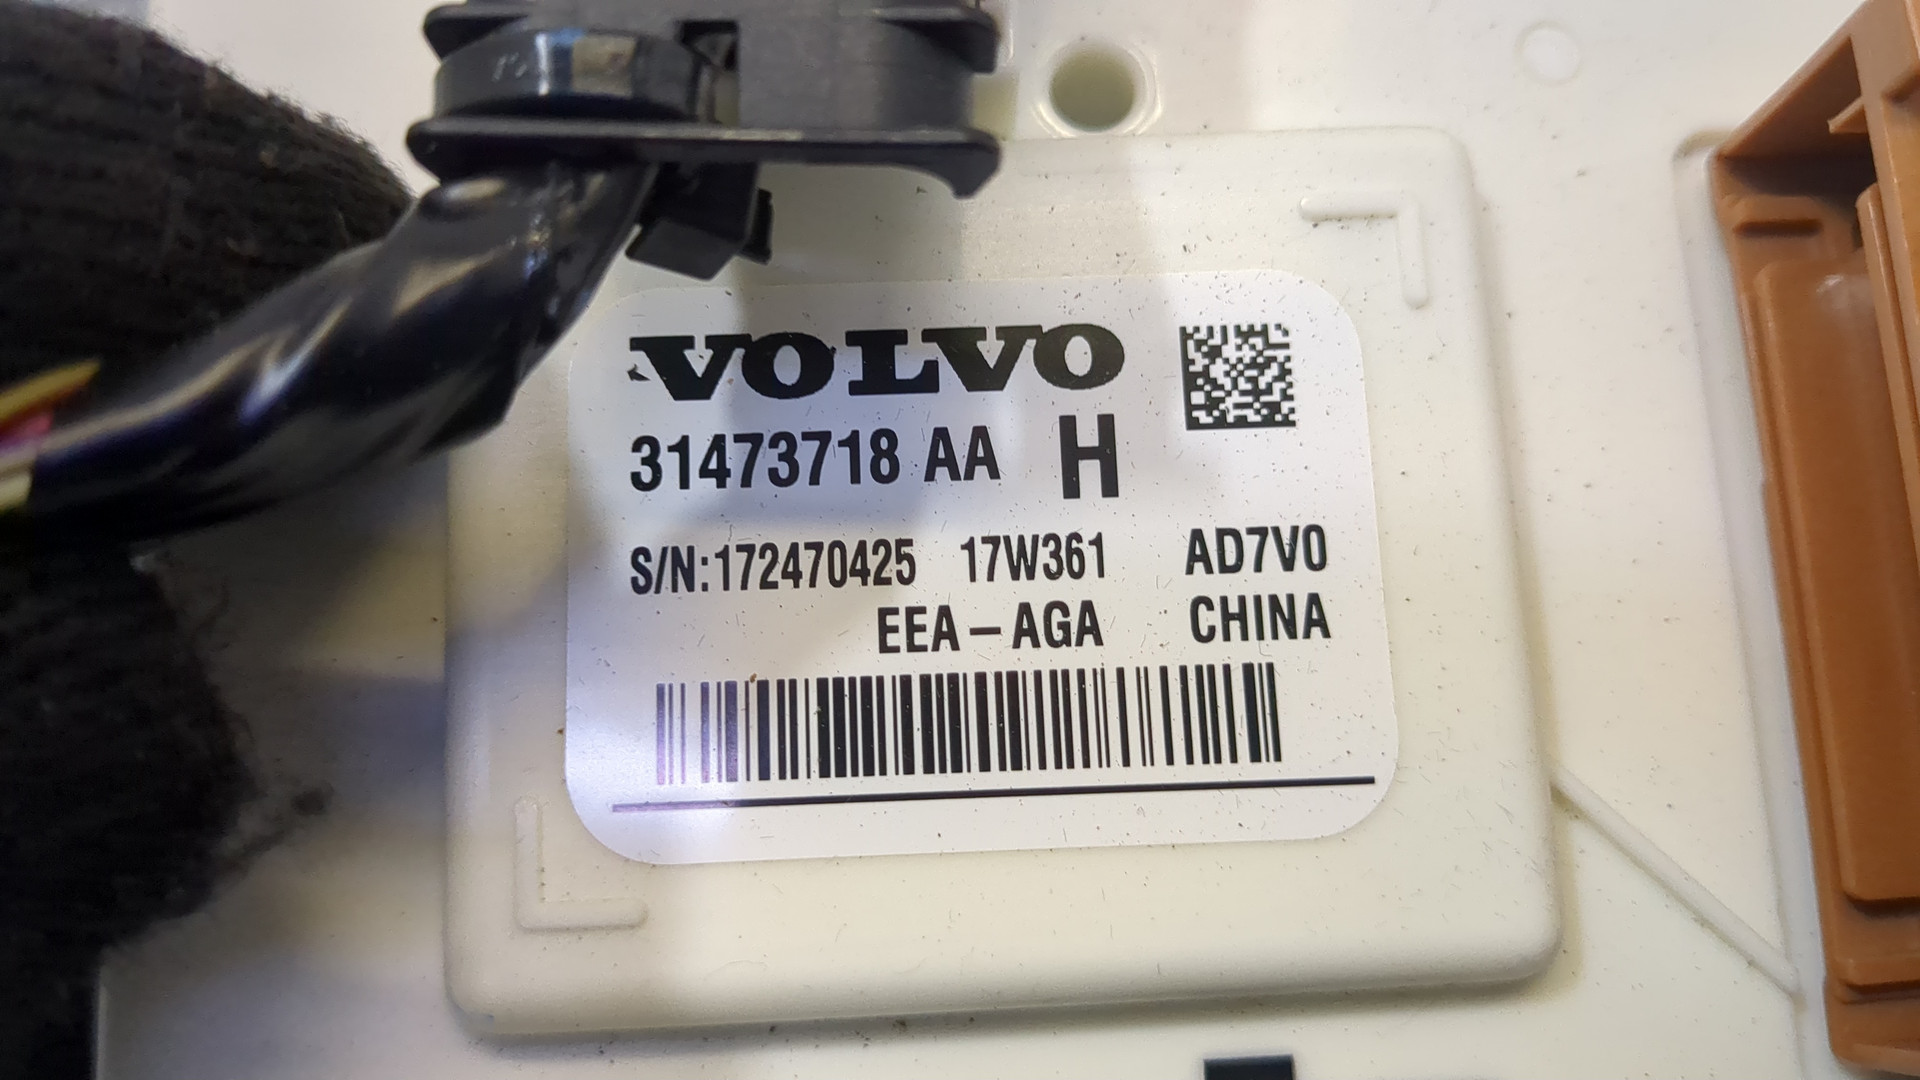 VOLVO
31473718 AA H
S/N:172470425 17W361 AD7V0
EEA – AGA CHINA